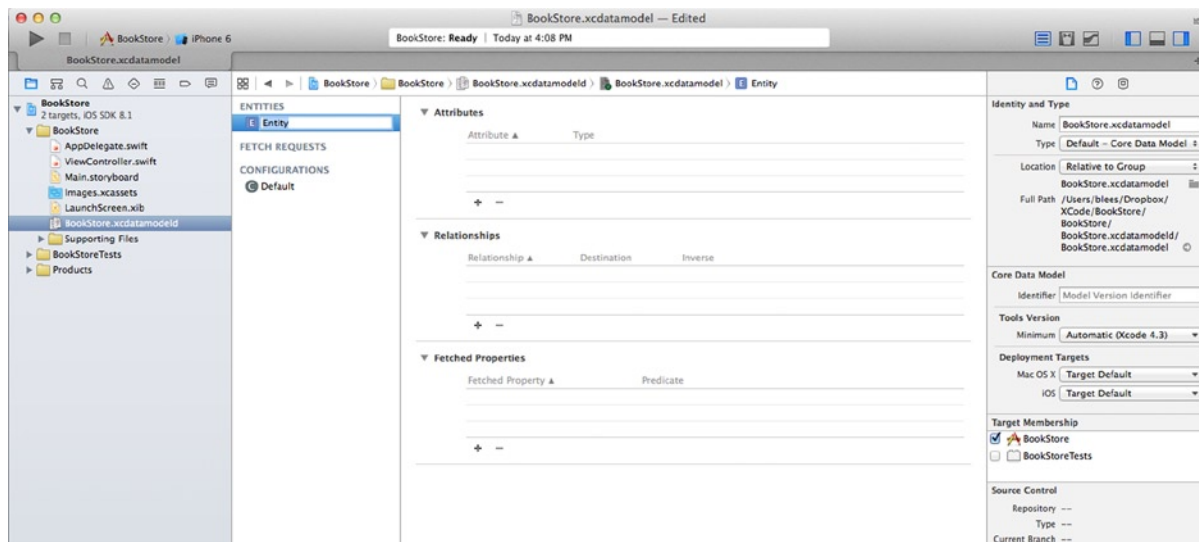 BookStore.xcdatamodel — Edited
BookStore 〉 iPhone 6
BookStore: Ready | Today at 4:08 PM
BookStore.xcdatamodel
BookStore 〉 BookStore 〉 BookStore.xcdatamodeld 〉 BookStore.xcdatamodel 〉 E Entity
BookStore
2 targets, iOS SDK 8.1
BookStore
AppDelegate.swift
ViewController.swift
Main.storyboard
Images.xcassets
LaunchScreen.xib
BookStore.xcdatamodeld
Supporting Files
BookStoreTests
Products
ENTITIES
E Entity
FETCH REQUESTS
CONFIGURATIONS
C Default
Attributes
Attribute Type
Relationships
Relationship Destination Inverse
Fetched Properties
Fetched Property Predicate
Identity and Type
Name BookStore.xcdatamodel
Type Default – Core Data Model
Location Relative to Group
BookStore.xcdatamodel
Full Path /Users/blees/Dropbox/
XCode/BookStore/
BookStore/
BookStore.xcdatamodeld/
BookStore.xcdatamodel
Core Data Model
Identifier Model Version Identifier
Tools Version
Minimum Automatic (Xcode 4.3)
Deployment Targets
Mac OS X Target Default
iOS Target Default
Target Membership
BookStore
BookStoreTests
Source Control
Repository --
Type --
Current Branch --